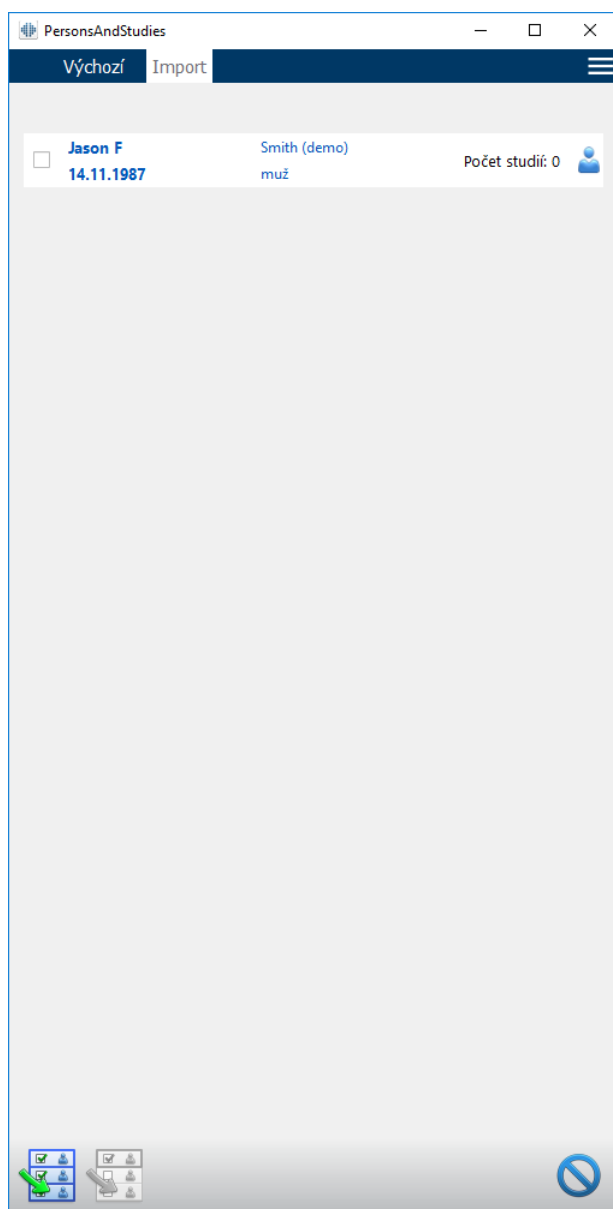 PersonsAndStudies
Výchozí Import
Jason F Smith (demo)
14.11.1987 muž
Počet studií: 0